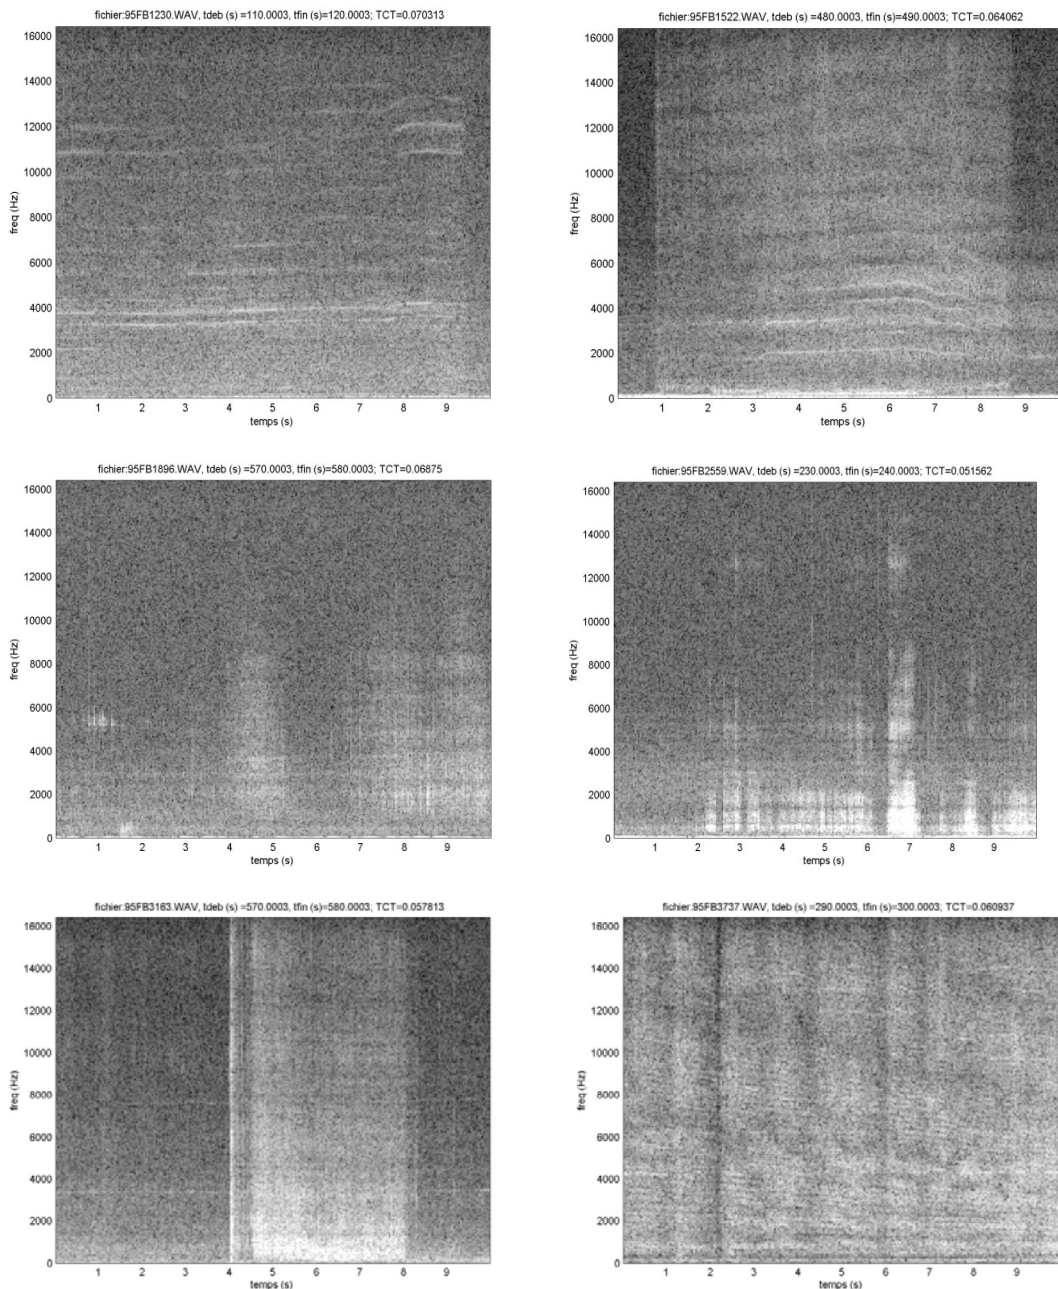 fichier:95FB1230.WAV, tdeb (s) =110.0003, tfin (s)=120.0003; TCT=0.070313
16000
14000
12000
10000
8000
6000
4000
2000
0
freq (Hz)
1 2 3 4 5 6 7 8 9
temps (s)
fichier:95FB1522.WAV, tdeb (s) =480.0003, tfin (s)=490.0003; TCT=0.064062
16000
14000
12000
10000
8000
6000
4000
2000
0
freq (Hz)
1 2 3 4 5 6 7 8 9
temps (s)
fichier:95FB1896.WAV, tdeb (s) =570.0003, tfin (s)=580.0003; TCT=0.06875
16000
14000
12000
10000
8000
6000
4000
2000
0
freq (Hz)
1 2 3 4 5 6 7 8 9
temps (s)
fichier:95FB2559.WAV, tdeb (s) =230.0003, tfin (s)=240.0003; TCT=0.051562
16000
14000
12000
10000
8000
6000
4000
2000
0
freq (Hz)
1 2 3 4 5 6 7 8 9
temps (s)
fichier:95FB3163.WAV, tdeb (s) =570.0003, tfin (s)=580.0003; TCT=0.057813
16000
14000
12000
10000
8000
6000
4000
2000
0
freq (Hz)
1 2 3 4 5 6 7 8 9
temps (s)
fichier:95FB3737.WAV, tdeb (s) =290.0003, tfin (s)=300.0003; TCT=0.060937
16000
14000
12000
10000
8000
6000
4000
2000
0
freq (Hz)
1 2 3 4 5 6 7 8 9
temps (s)